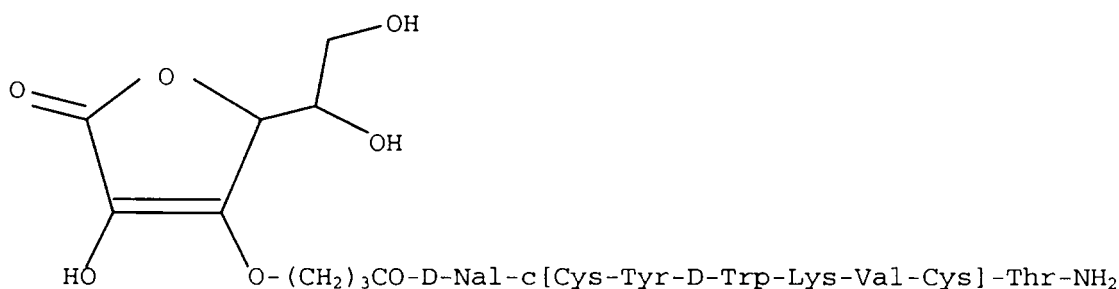 OH
O
O
OH
HO
O-(CH₂)₃CO-D-Nal-c[Cys-Tyr-D-Trp-Lys-Val-Cys]-Thr-NH₂